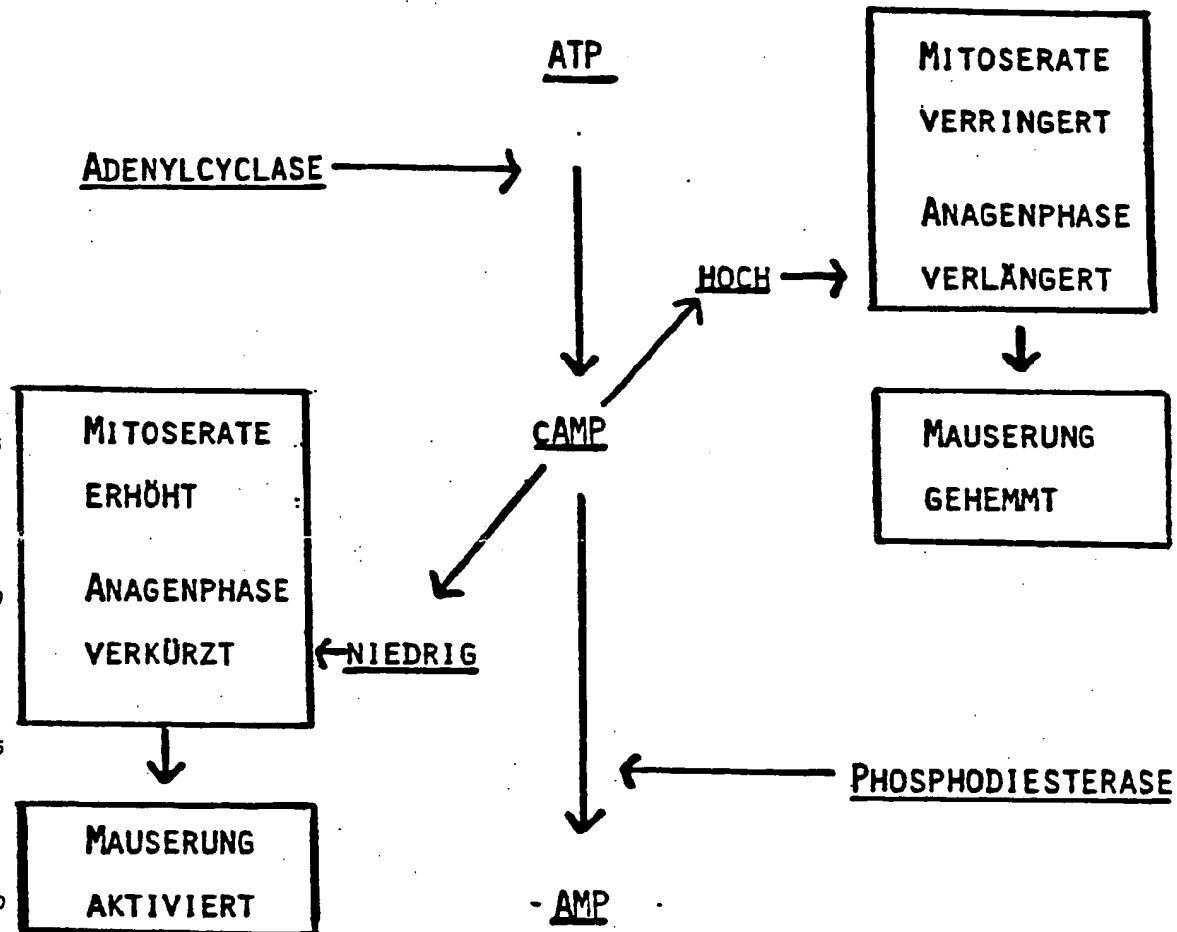 ATP
MITOSERATE
VERRINGERT
ADENYLCYCLASE
ANAGENPHASE
VERLÄNGERT
HOCH
MITOSERATE
ERHÖHT
cAMP
MAUSERUNG
GEHEMMT
ANAGENPHASE
VERKÜRZT
NIEDRIG
PHOSPHODIESTERASE
MAUSERUNG
AKTIVIERT
- AMP